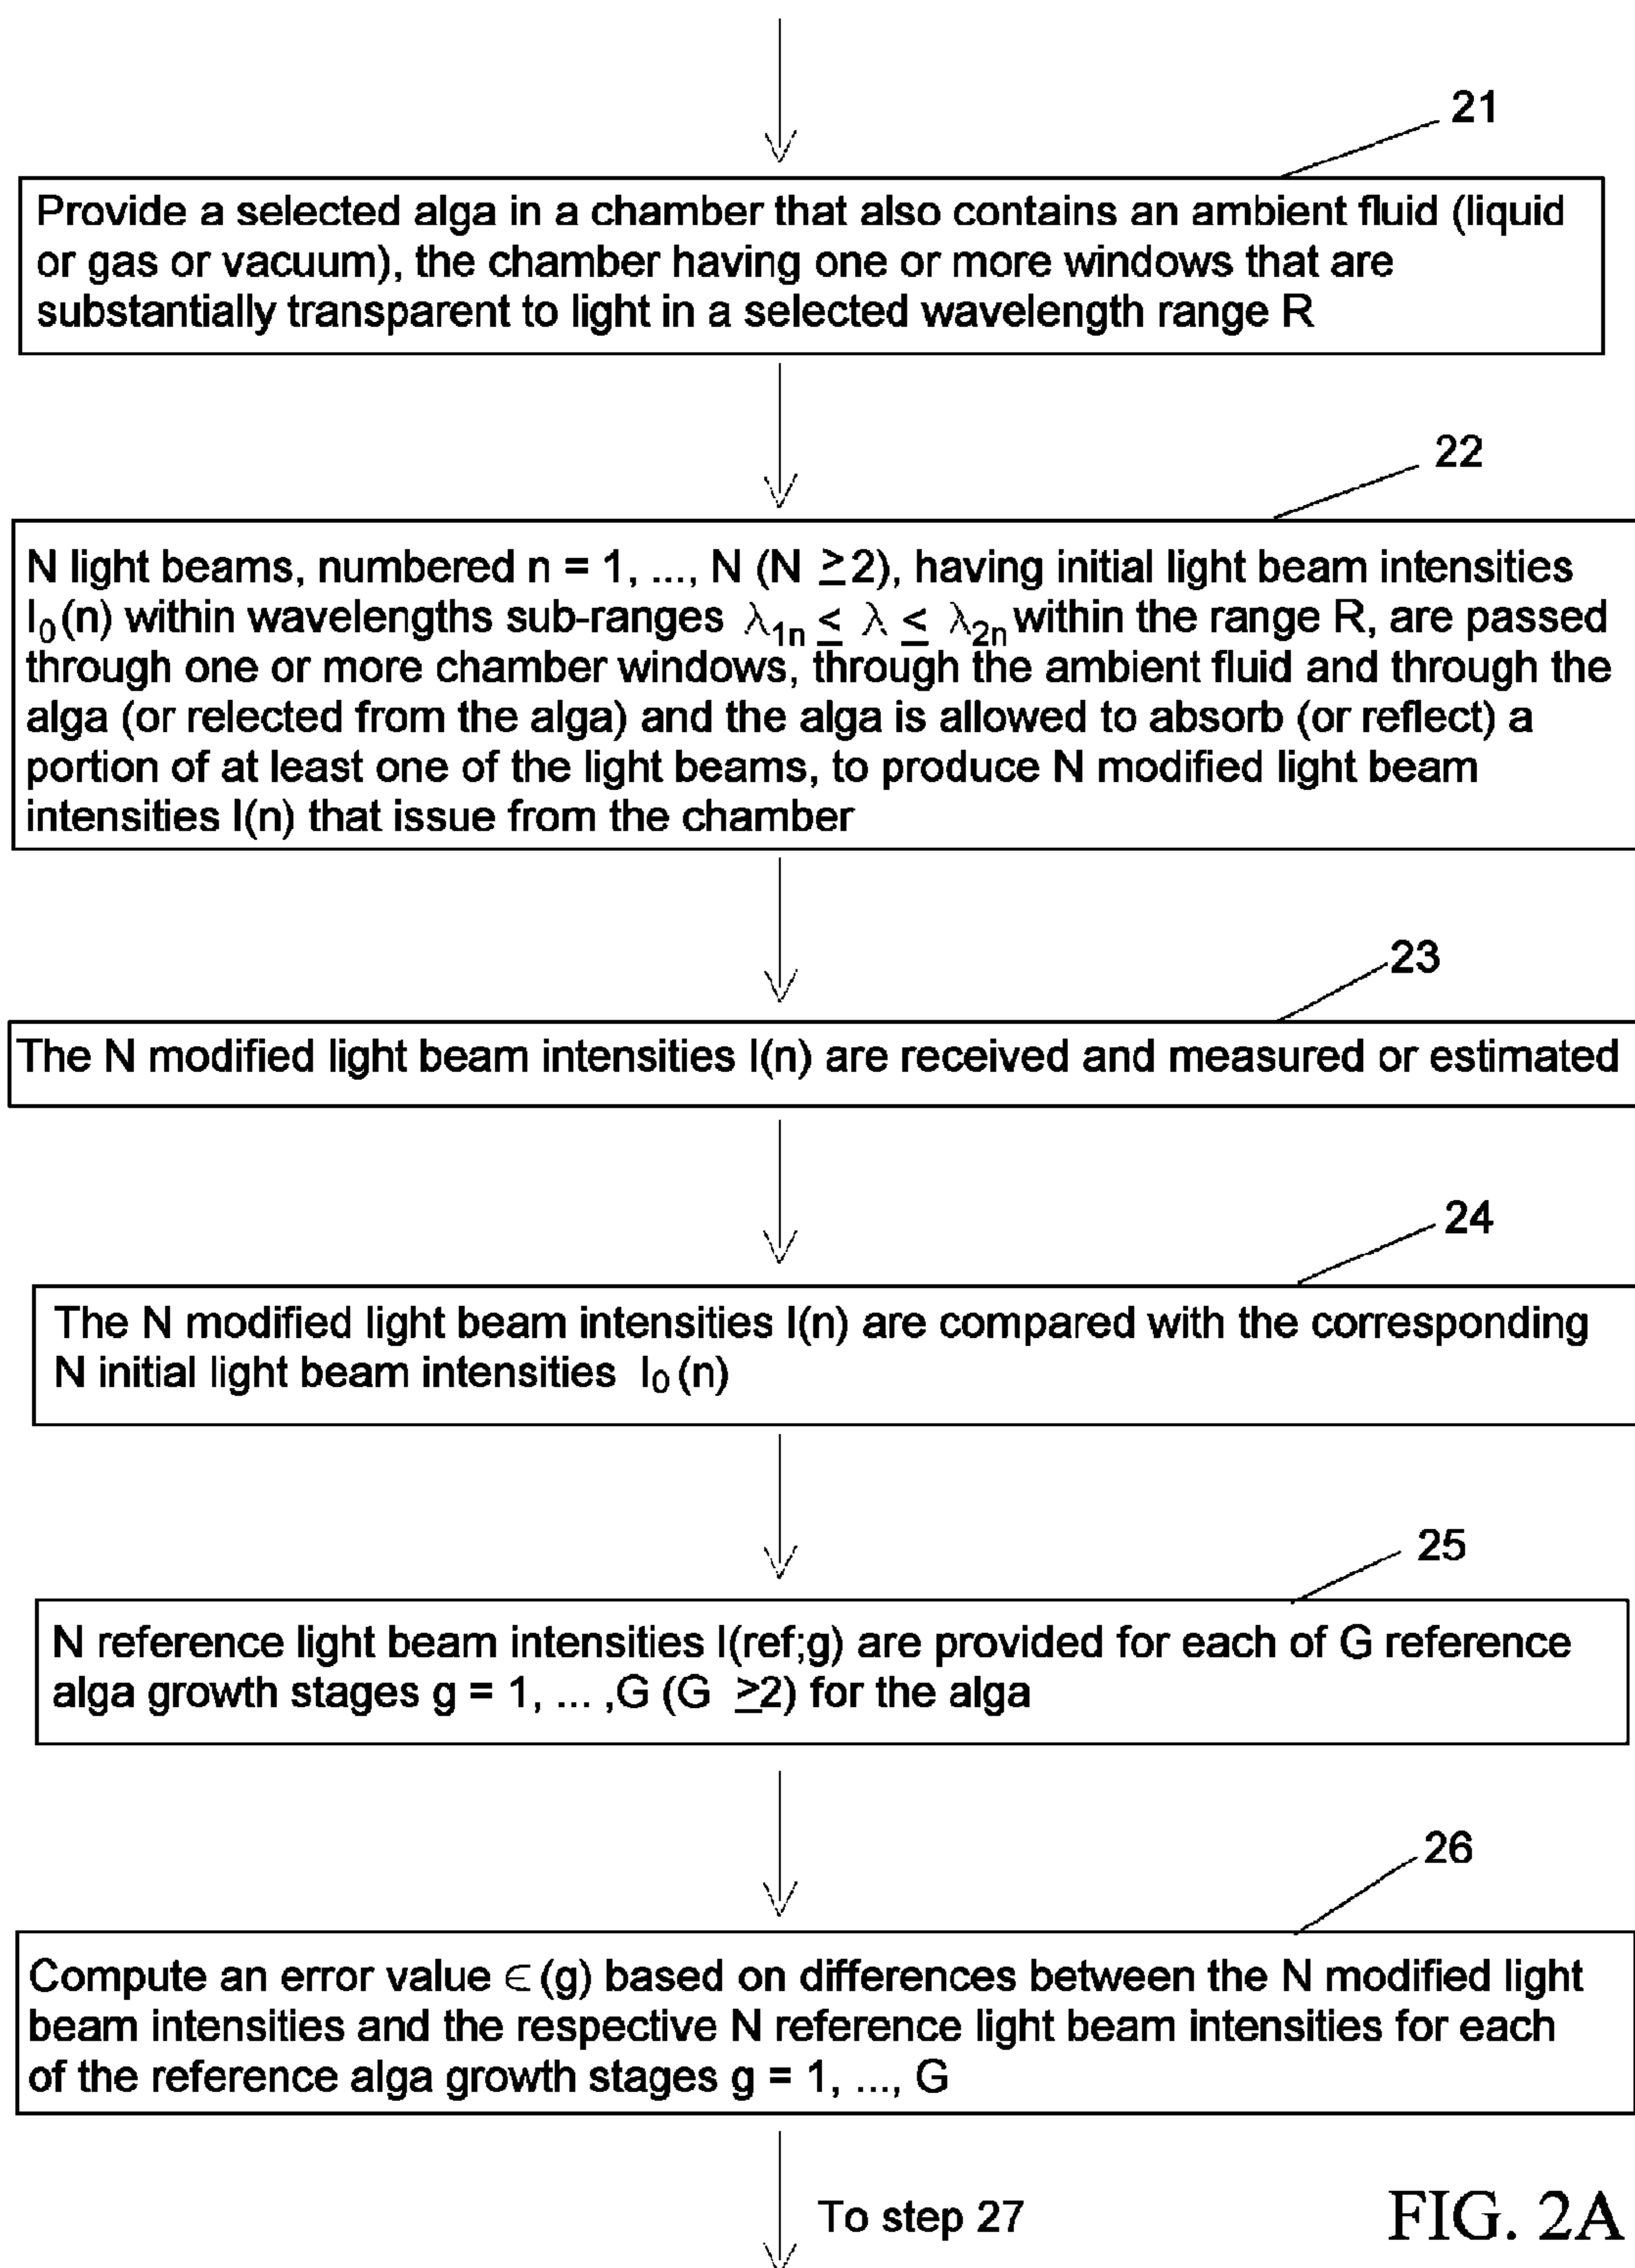 21
Provide a selected alga in a chamber that also contains an ambient fluid (liquid
or gas or vacuum), the chamber having one or more windows that are
substantially transparent to light in a selected wavelength range R
22
N light beams, numbered n = 1, ..., N (N ≥2), having initial light beam intensities
I₀(n) within wavelengths sub-ranges λ₁ₙ ≤ λ ≤ λ₂ₙ within the range R, are passed
through one or more chamber windows, through the ambient fluid and through the
alga (or relected from the alga) and the alga is allowed to absorb (or reflect) a
portion of at least one of the light beams, to produce N modified light beam
intensities I(n) that issue from the chamber
23
The N modified light beam intensities I(n) are received and measured or estimated
24
The N modified light beam intensities I(n) are compared with the corresponding
N initial light beam intensities I₀(n)
25
N reference light beam intensities I(ref;g) are provided for each of G reference
alga growth stages g = 1, ... ,G (G ≥2) for the alga
26
Compute an error value ∈(g) based on differences between the N modified light
beam intensities and the respective N reference light beam intensities for each
of the reference alga growth stages g = 1, ..., G
To step 27
FIG. 2A